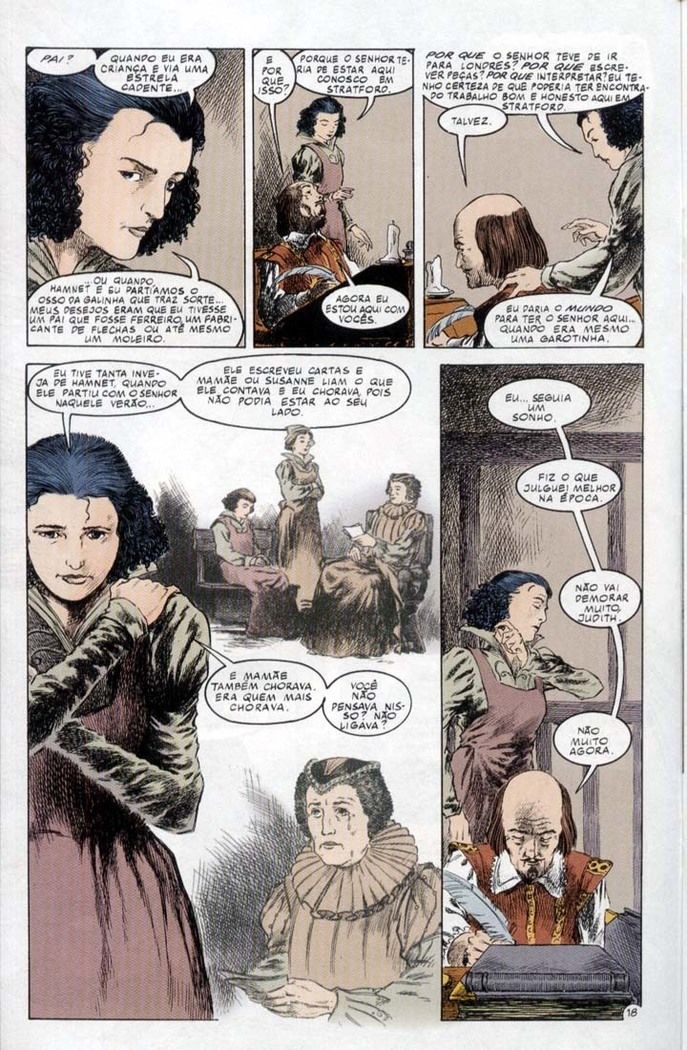 PAI?
QUANDO EU ERA
CRIANÇA E VIA UMA
ESTRELA
CADENTE...
...OU QUANDO
HAMNET E EU PARTÍAMOS O
OSSO DA GALINHA QUE TRAZ SORTE...
MEUS DESEJOS ERAM QUE EU TIVESSE
UM PAI QUE FOSSE FERREIRO, UM FABRI-
CANTE DE FLECHAS OU ATÉ MESMO
UM MOLEIRO.
E
POR
QUE
ISSO?
PORQUE O SENHOR TE-
RIA DE ESTAR AQUI
CONOSCO EM
STRATFORD.
AGORA EU
ESTOU AQUI COM
VOCÊS.
POR QUE O SENHOR TEVE DE IR
PARA LONDRES? POR QUE ESCRE-
VER PEÇAS? POR QUE INTERPRETAR? EU TE-
NHO CERTEZA DE QUE PODERIA TER ENCONTRA-
DO TRABALHO BOM E HONESTO AQUI EM
STRATFORD.
TALVEZ.
EU DARIA O MUNDO
PARA TER O SENHOR AQUI...
QUANDO ERA MESMO
UMA GAROTINHA.
EU TIVE TANTA INVE-
JA DE HAMNET, QUANDO
ELE PARTIU COM O SENHOR
NAQUELE VERÃO...
ELE ESCREVEU CARTAS E
MAMÃE OU SUSANNE LIAM O QUE
ELE CONTAVA E EU CHORAVA, POIS
NÃO PODIA ESTAR AO SEU
LADO.
E MAMÃE
TAMBÉM CHORAVA.
ERA QUEM MAIS
CHORAVA.
VOCÊ
NÃO
PENSAVA NIS-
SO? NÃO
LIGAVA?
EU... SEGUIA
UM
SONHO.
FIZ O QUE
JULGUEI MELHOR
NA ÉPOCA.
NÃO VAI
DEMORAR
MUITO,
JUDITH.
NÃO
MUITO
AGORA.
18